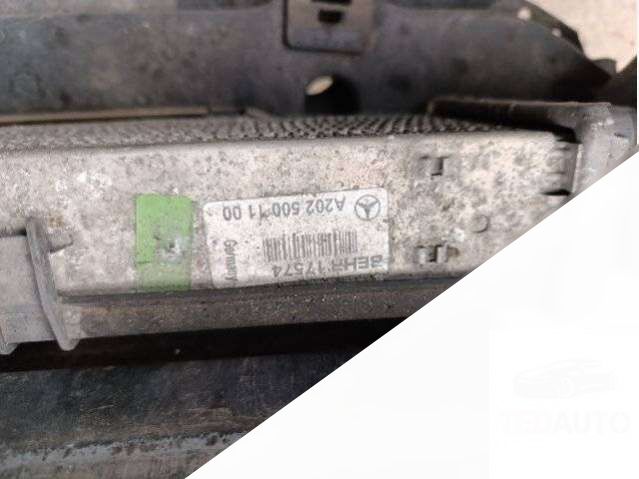 A202 500 11 00
BEHR 17574
Germany
TEDAUTO